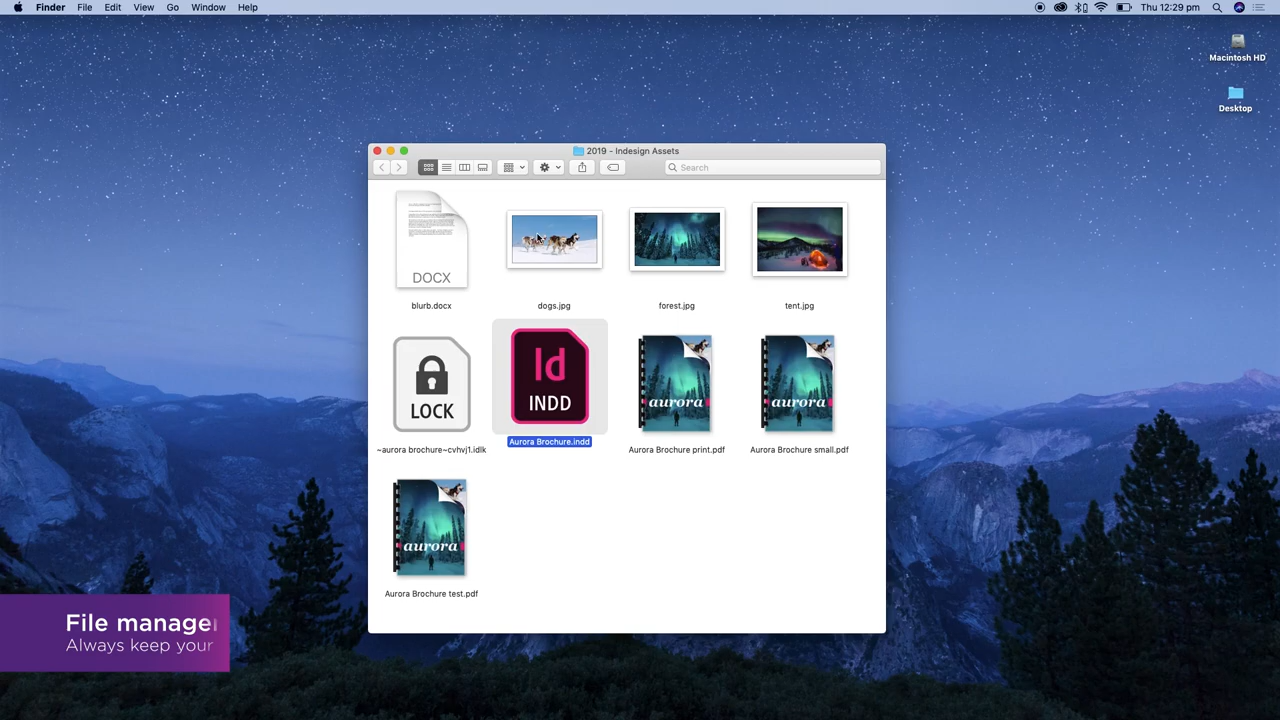 Finder File Edit View Go Window Help
Thu 12:29 pm
Macintosh HD
Desktop
2019 - Indesign Assets
Search
DOCX
blurb.docx
dogs.jpg
forest.jpg
tent.jpg
LOCK
Id
INDD
aurora
aurora
~aurora brochure~cvhvj1.idlk
Aurora Brochure.indd
Aurora Brochure print.pdf
Aurora Brochure small.pdf
aurora
Aurora Brochure test.pdf
File manage
Always keep your